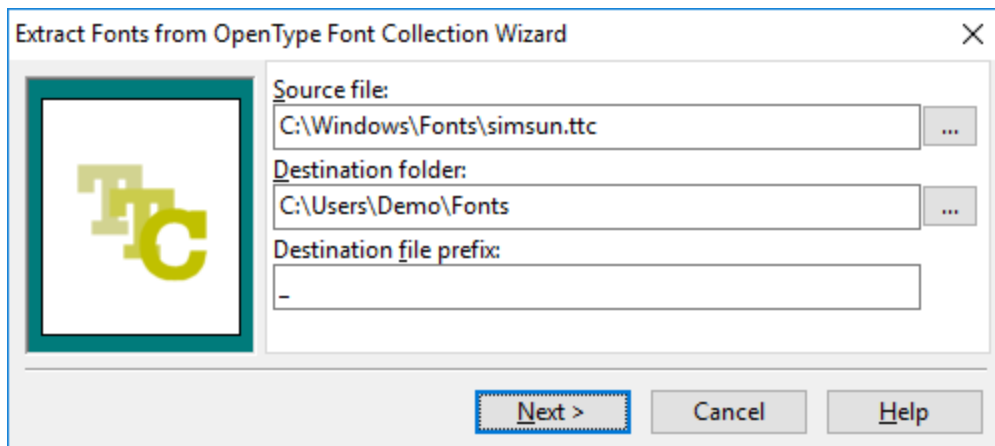 Extract Fonts from OpenType Font Collection Wizard
Source file:
C:\Windows\Fonts\simsun.ttc
...
Destination folder:
C:\Users\Demo\Fonts
...
Destination file prefix:
_
TTC
Next >
Cancel
Help